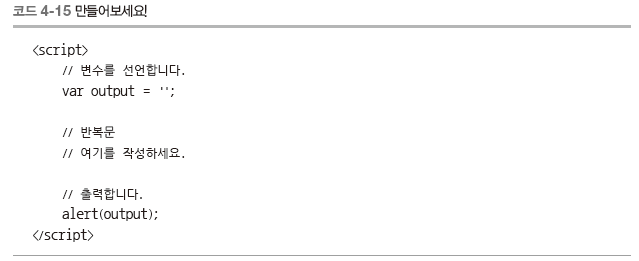 코드 4-15 만들어보세요!
<script>
// 변수를 선언합니다.
var output = '';
// 반복문
// 여기를 작성하세요.
// 출력합니다.
alert(output);
</script>